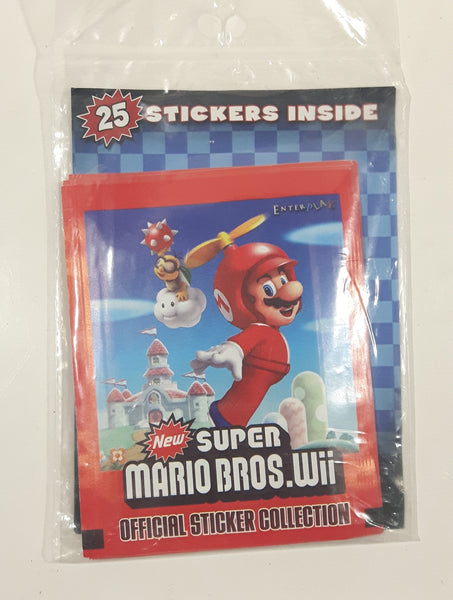 25 STICKERS INSIDE
ENTERPLAY
M
New SUPER
MARIO BROS. Wii
OFFICIAL STICKER COLLECTION